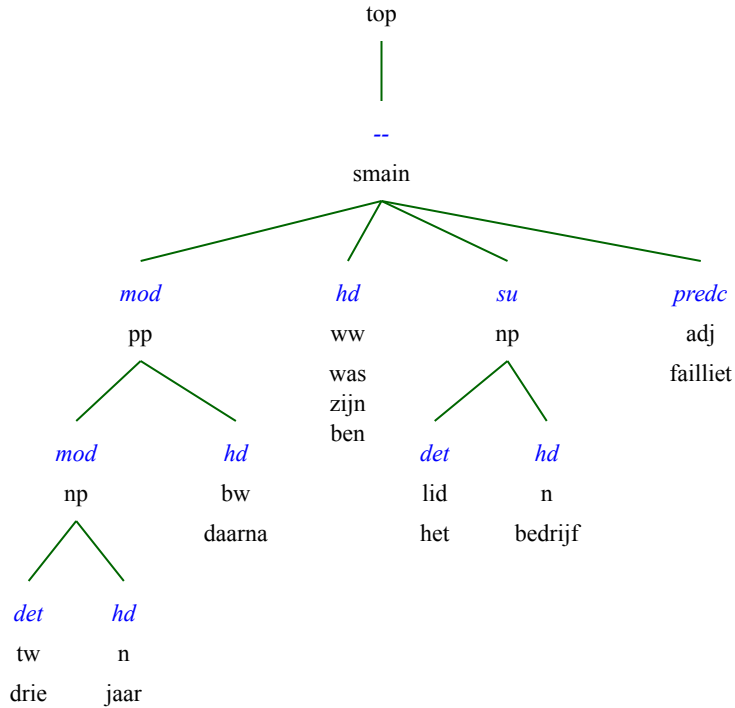 top
--
smain
mod hd su predc
pp ww np adj
was failliet
zijn
ben
mod hd det hd
np bw lid n
daarna het bedrijf
det hd
tw n
drie jaar